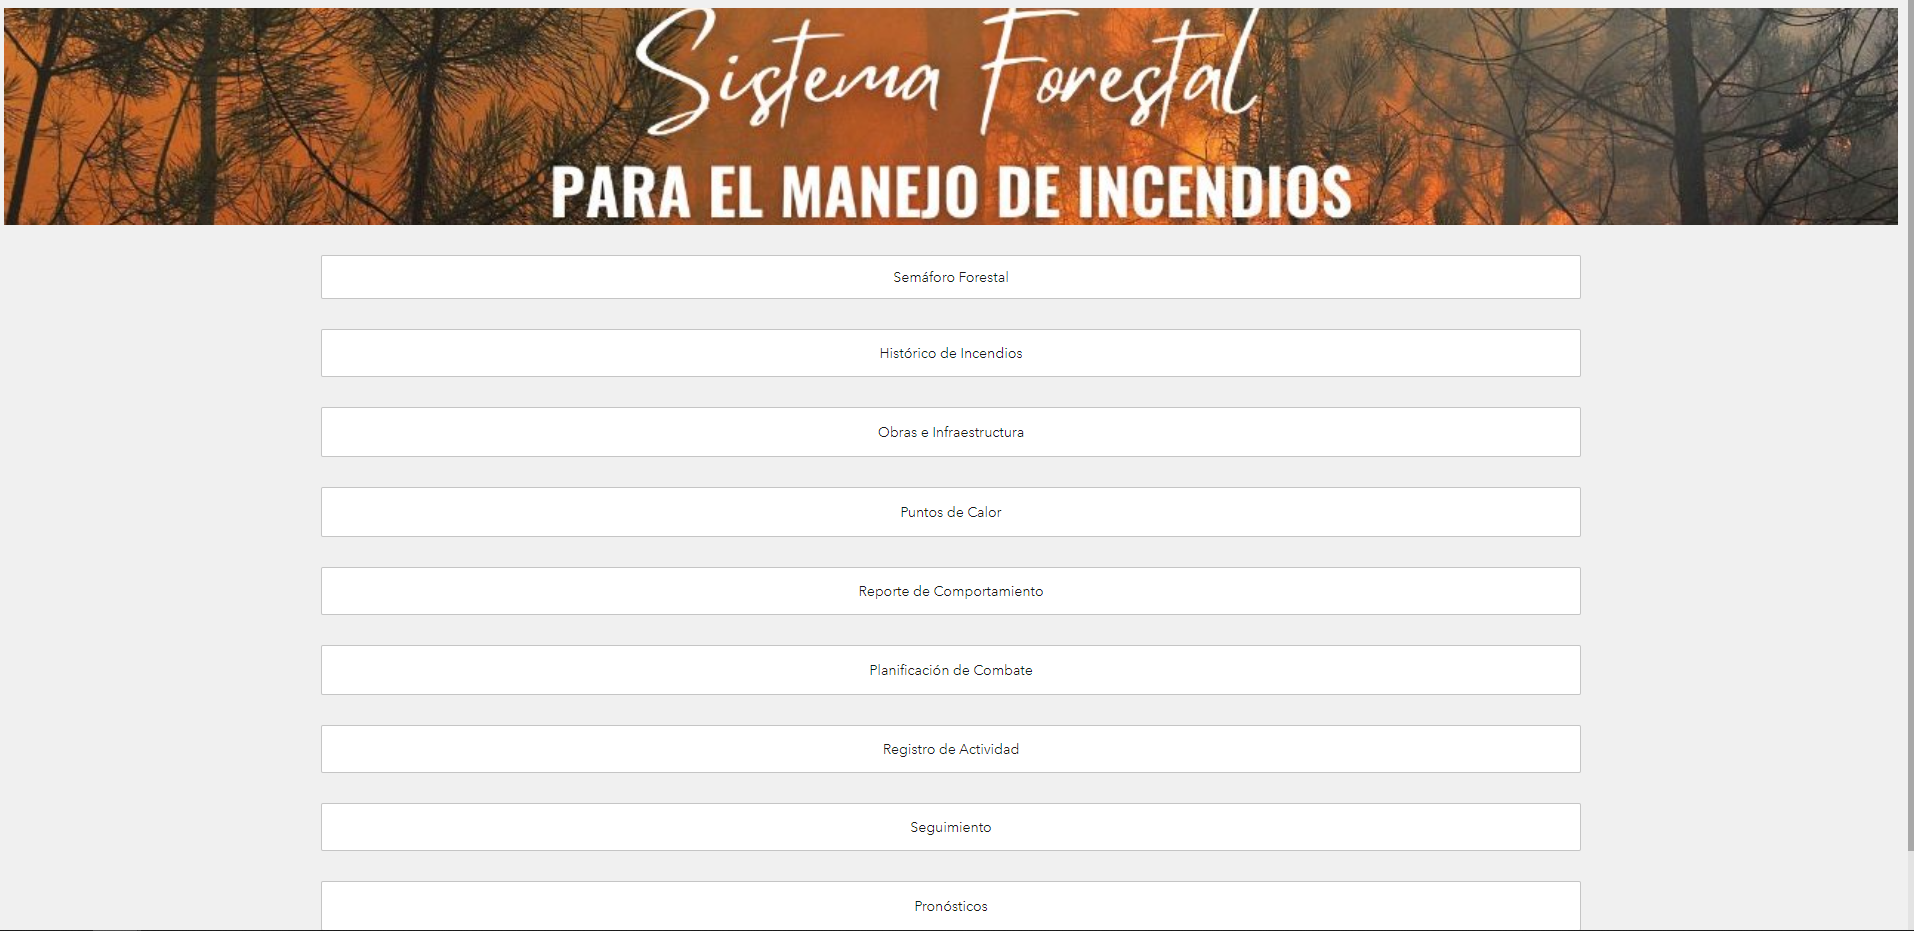 Sistema Forestal
PARA EL MANEJO DE INCENDIOS
Semáforo Forestal
Histórico de Incendios
Obras e Infraestructura
Puntos de Calor
Reporte de Comportamiento
Planificación de Combate
Registro de Actividad
Seguimiento
Pronósticos